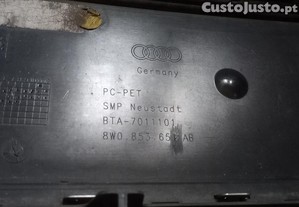 CustoJusto.pt
Germany
PC-PET
SMP Neustadt
BTA-7011101
8W0.853.651 AB